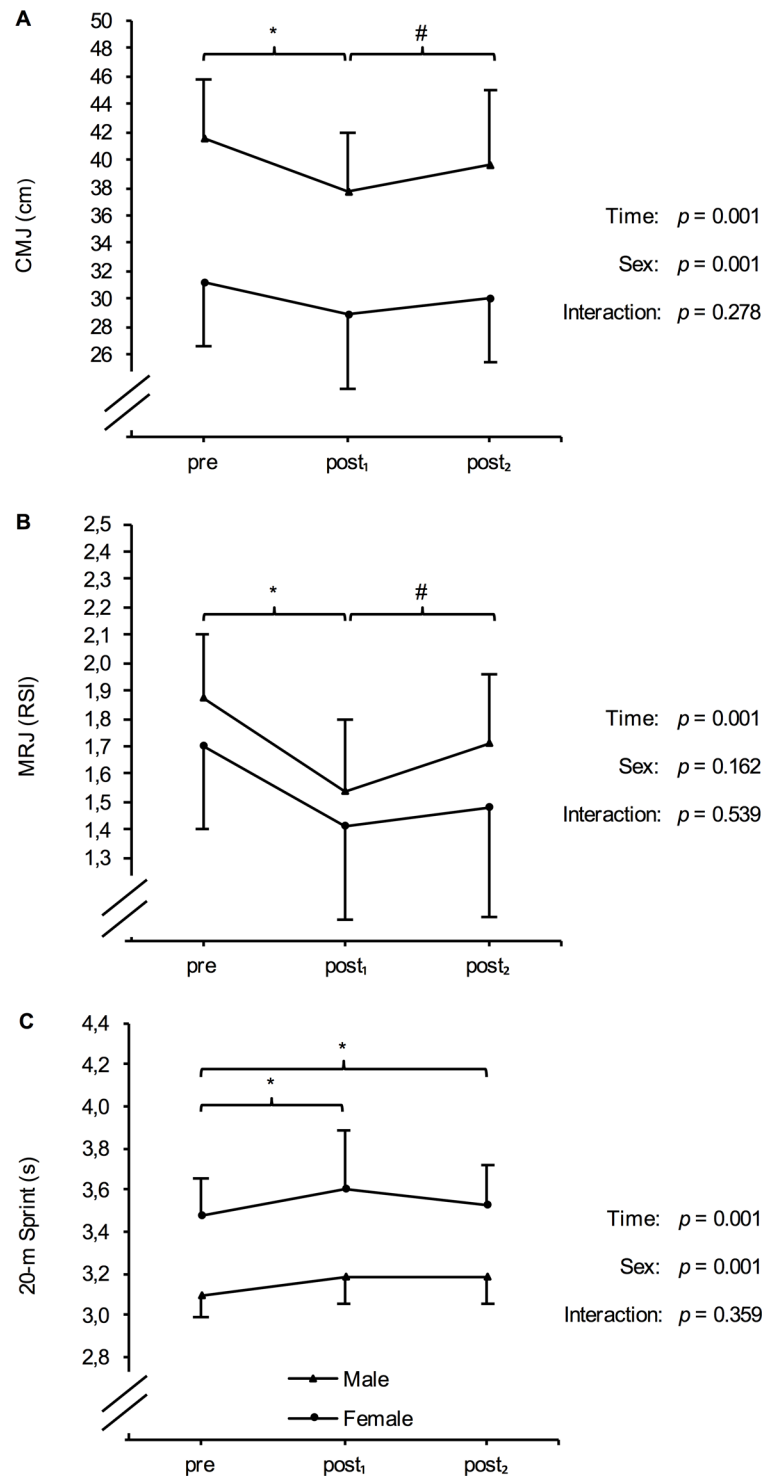 A
50
48
46
44
42
40
38
36
34
32
30
28
26
CMJ (cm)
* #
Time: p = 0.001
Sex: p = 0.001
Interaction: p = 0.278
pre post₁ post₂
B
2,5
2,4
2,3
2,2
2,1
2,0
1,9
1,8
1,7
1,6
1,5
1,4
1,3
MRJ (RSI)
* #
Time: p = 0.001
Sex: p = 0.162
Interaction: p = 0.539
pre post₁ post₂
C
4,4
4,2
4,0
3,8
3,6
3,4
3,2
3,0
2,8
20-m Sprint (s)
*
*
Time: p = 0.001
Sex: p = 0.001
Interaction: p = 0.359
Male
Female
pre post₁ post₂